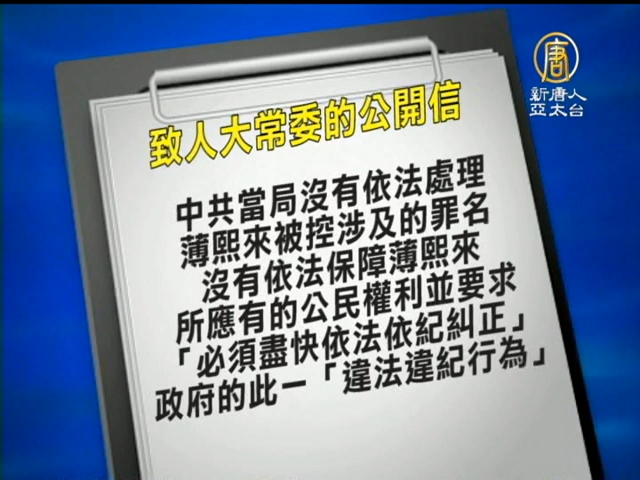 新唐人
亞太台
致人大常委的公開信
中共當局沒有依法處理
薄熙來被控涉及的罪名
沒有依法保障薄熙來
所應有的公民權利並要求
「必須盡快依法依紀糾正」
政府的此一「違法違紀行為」